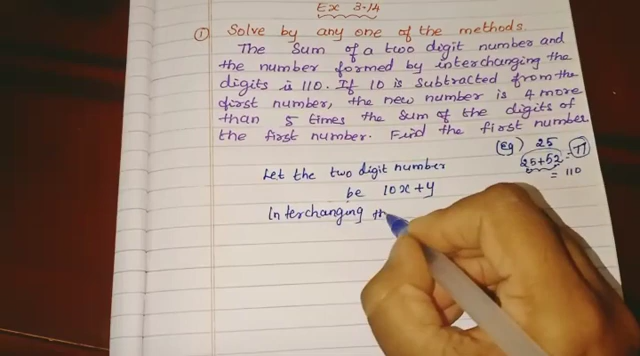 Ex 3.14
① Solve by any one of the methods
The sum of a two digit number and
the number formed by interchanging the
digits is 110. If 10 is subtracted from the
first number, the new number is 4 more
than 5 times the sum of the digits of
the first number. Find the first number
(eg) 25
25+52 = 77
= 110
Let the two digit number
be 10x+y
Interchanging th